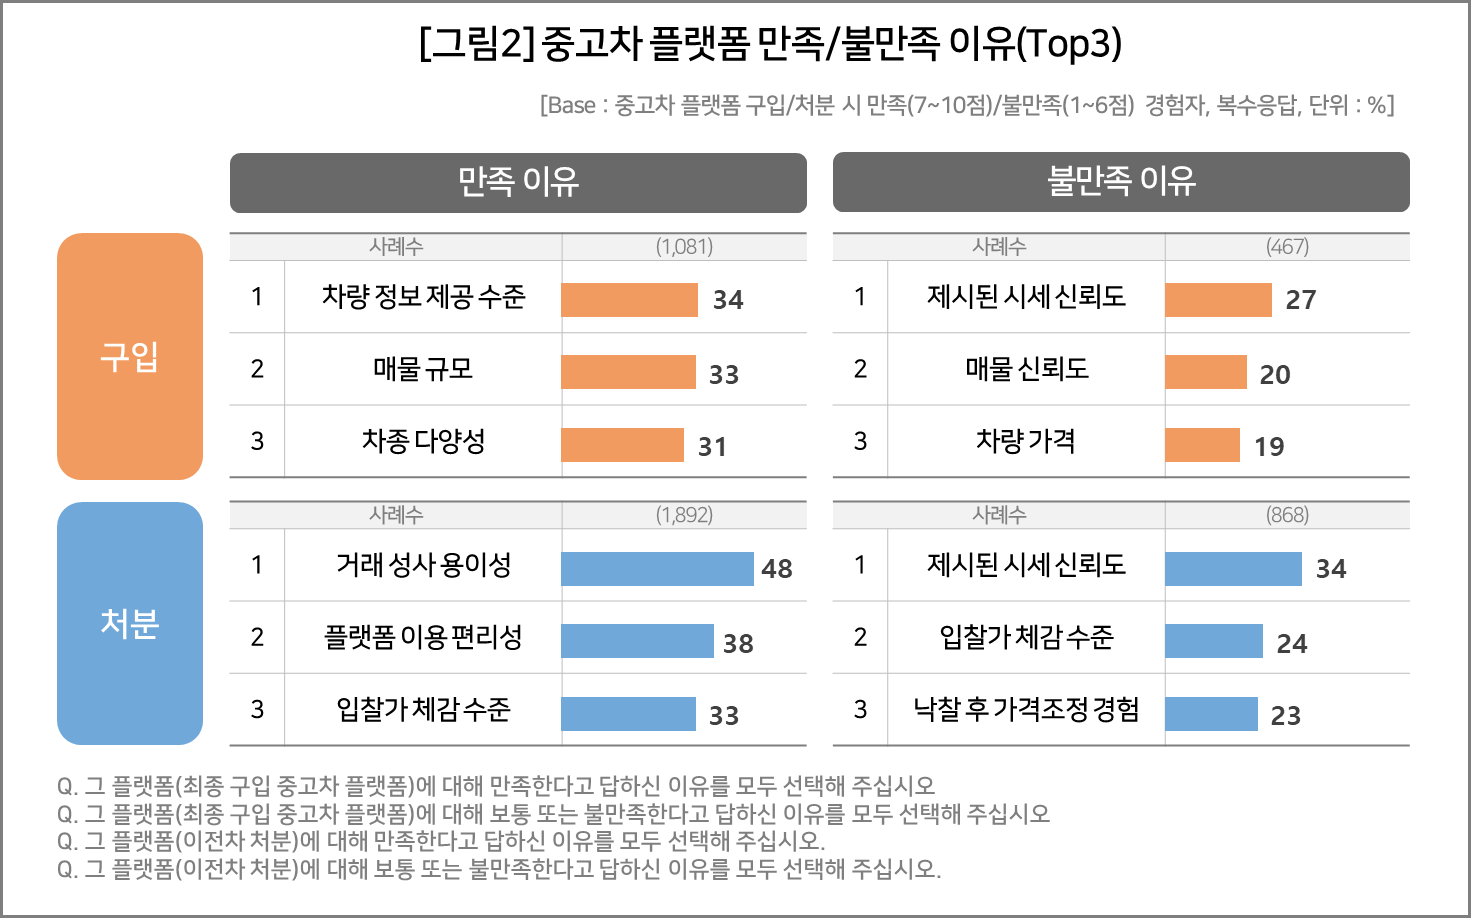 [그림2] 중고차 플랫폼 만족/불만족 이유(Top3)
[Base : 중고차 플랫폼 구입/처분 시 만족(7~10점)/불만족(1~6점) 경험자, 복수응답, 단위 : %]
만족 이유
불만족 이유
구입
사례수 (1,081)
1 차량 정보 제공 수준 34
2 매물 규모 33
3 차종 다양성 31
사례수 (467)
1 제시된 시세 신뢰도 27
2 매물 신뢰도 20
3 차량 가격 19
처분
사례수 (1,892)
1 거래 성사 용이성 48
2 플랫폼 이용 편리성 38
3 입찰가 체감 수준 33
사례수 (868)
1 제시된 시세 신뢰도 34
2 입찰가 체감 수준 24
3 낙찰 후 가격조정 경험 23
Q. 그 플랫폼(최종 구입 중고차 플랫폼)에 대해 만족한다고 답하신 이유를 모두 선택해 주십시오
Q. 그 플랫폼(최종 구입 중고차 플랫폼)에 대해 보통 또는 불만족한다고 답하신 이유를 모두 선택해 주십시오
Q. 그 플랫폼(이전차 처분)에 대해 만족한다고 답하신 이유를 모두 선택해 주십시오.
Q. 그 플랫폼(이전차 처분)에 대해 보통 또는 불만족한다고 답하신 이유를 모두 선택해 주십시오.